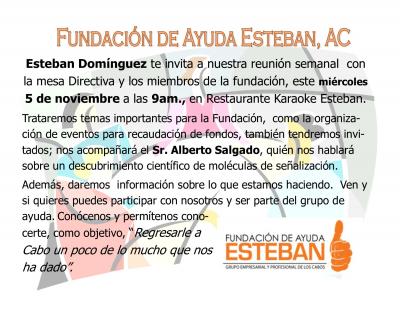 FUNDACIÓN DE AYUDA ESTEBAN, AC
Esteban Domínguez te invita a nuestra reunión semanal con
la mesa Directiva y los miembros de la fundación, este miércoles
5 de noviembre a las 9am., en Restaurante Karaoke Esteban.
Trataremos temas importantes para la Fundación, como la organiza-
ción de eventos para recaudación de fondos, también tendremos invi-
tados; nos acompañará el Sr. Alberto Salgado, quién nos hablará
sobre un descubrimiento científico de moléculas de señalización.
Además, daremos información sobre lo que estamos haciendo. Ven y
si quieres puedes participar con nosotros y ser parte del grupo de
ayuda. Conócenos y permítenos cono-
certe, como objetivo, “Regresarle a
Cabo un poco de lo mucho que nos
ha dado”.
FUNDACIÓN DE AYUDA
ESTEBAN
GRUPO EMPRESARIAL Y PROFESIONAL DE LOS CABOS